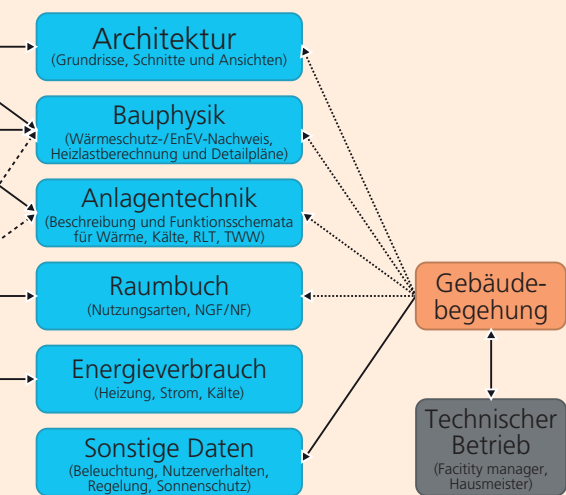 Architektur
(Grundrisse, Schnitte und Ansichten)
Bauphysik
(Wärmeschutz-/EnEV-Nachweis,
Heizlastberechnung und Detailpläne)
Anlagentechnik
(Beschreibung und Funktionsschemata
für Wärme, Kälte, RLT, TWW)
Raumbuch
(Nutzungsarten, NGF/NF)
Energieverbrauch
(Heizung, Strom, Kälte)
Sonstige Daten
(Beleuchtung, Nutzerverhalten,
Regelung, Sonnenschutz)
Gebäude-
begehung
Technischer
Betrieb
(Facitity manager,
Hausmeister)